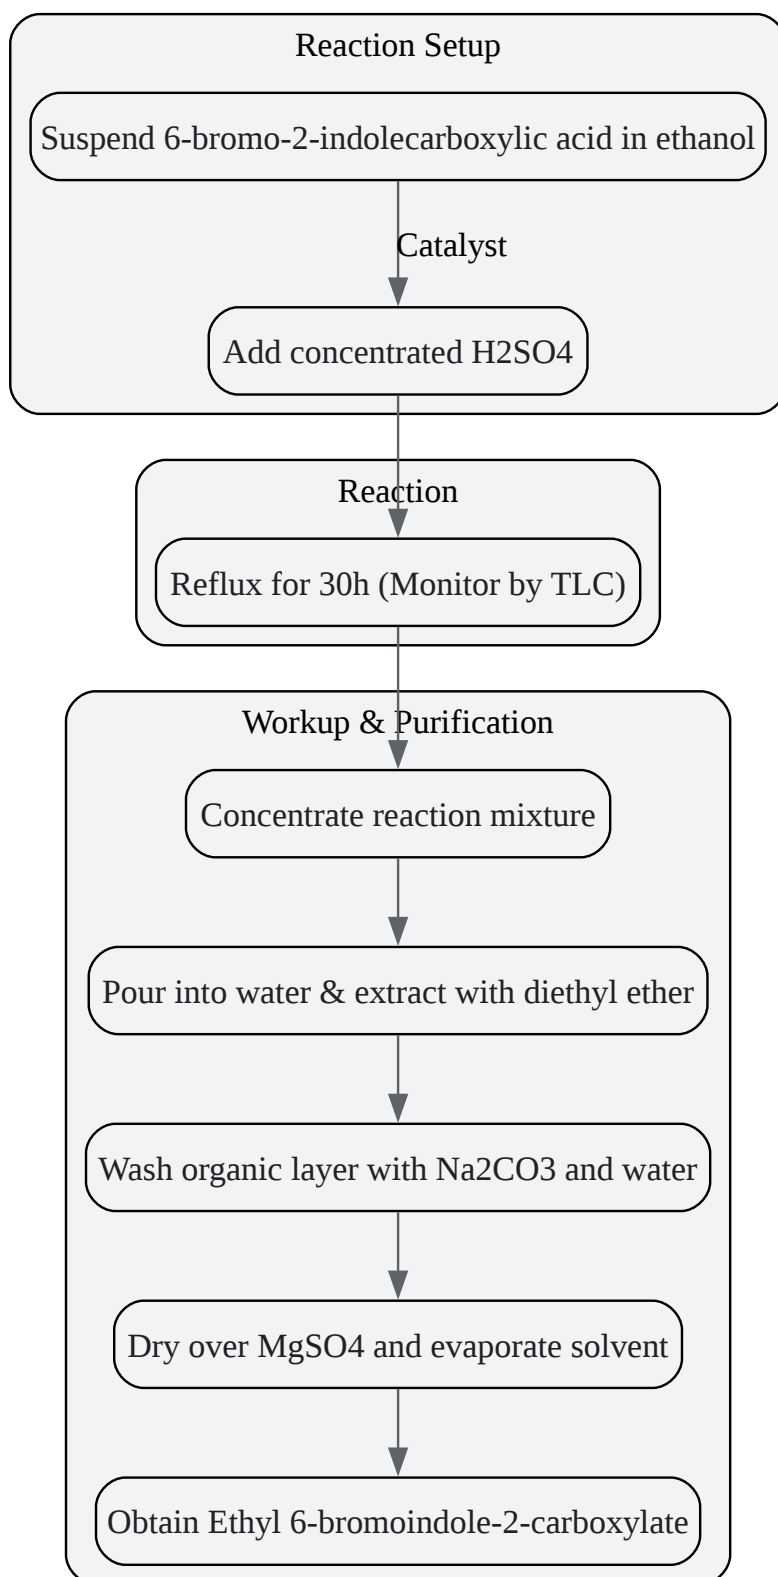 Reaction Setup
Suspend 6-bromo-2-indolecarboxylic acid in ethanol
Catalyst
Add concentrated H2SO4
Reaction
Reflux for 30h (Monitor by TLC)
Workup & Purification
Concentrate reaction mixture
Pour into water & extract with diethyl ether
Wash organic layer with Na2CO3 and water
Dry over MgSO4 and evaporate solvent
Obtain Ethyl 6-bromoindole-2-carboxylate